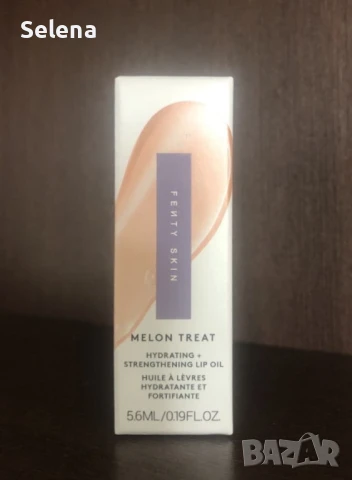 Selena
FEИTY SKIN
MELON TREAT
HYDRATING +
STRENGTHENING LIP OIL
HUILE À LÈVRES
HYDRATANTE ET
FORTIFIANTE
5.6ML/0.19FL.OZ.
BAZAR